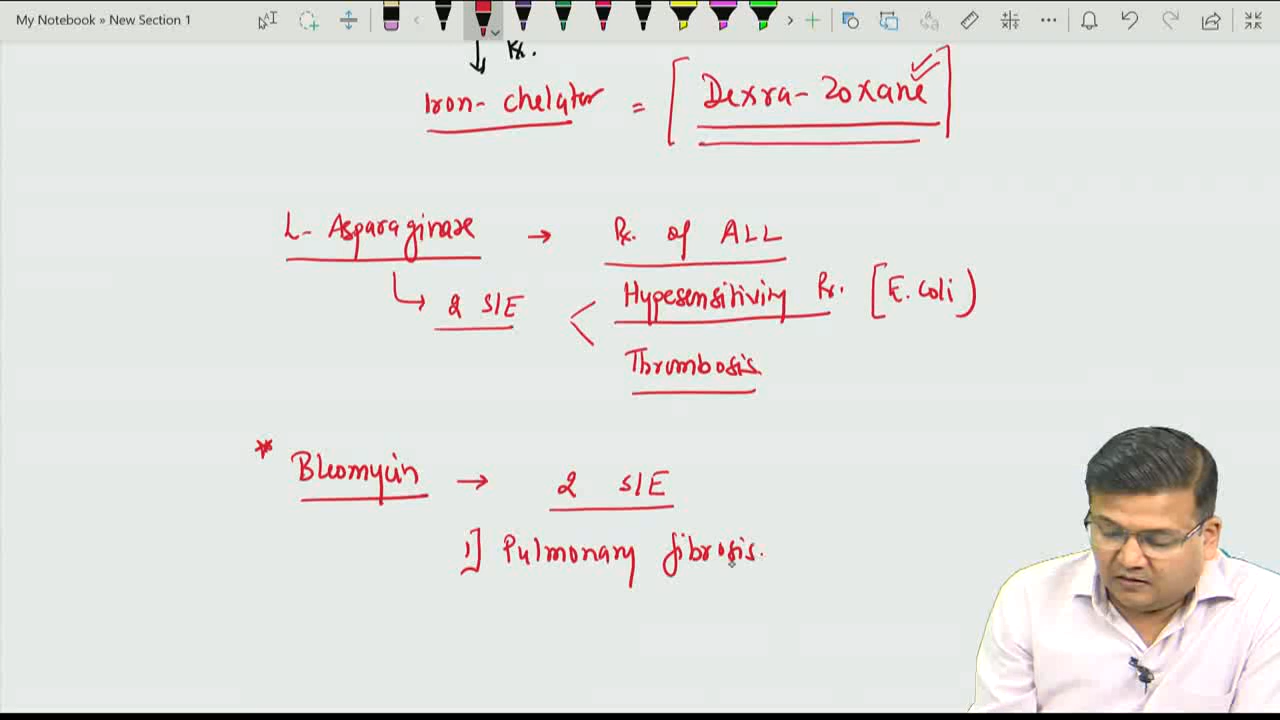 My Notebook » New Section 1
Rx.
Iron- chelator = [ Dexra- Zoxane ]
L- Asparaginase → Rx. of ALL
2 S/E < Hypesensitivity Rx. [E. Coli)
Thrombosis
* Bleomycin → 2 S/E
1] Pulmonary fibrosis.